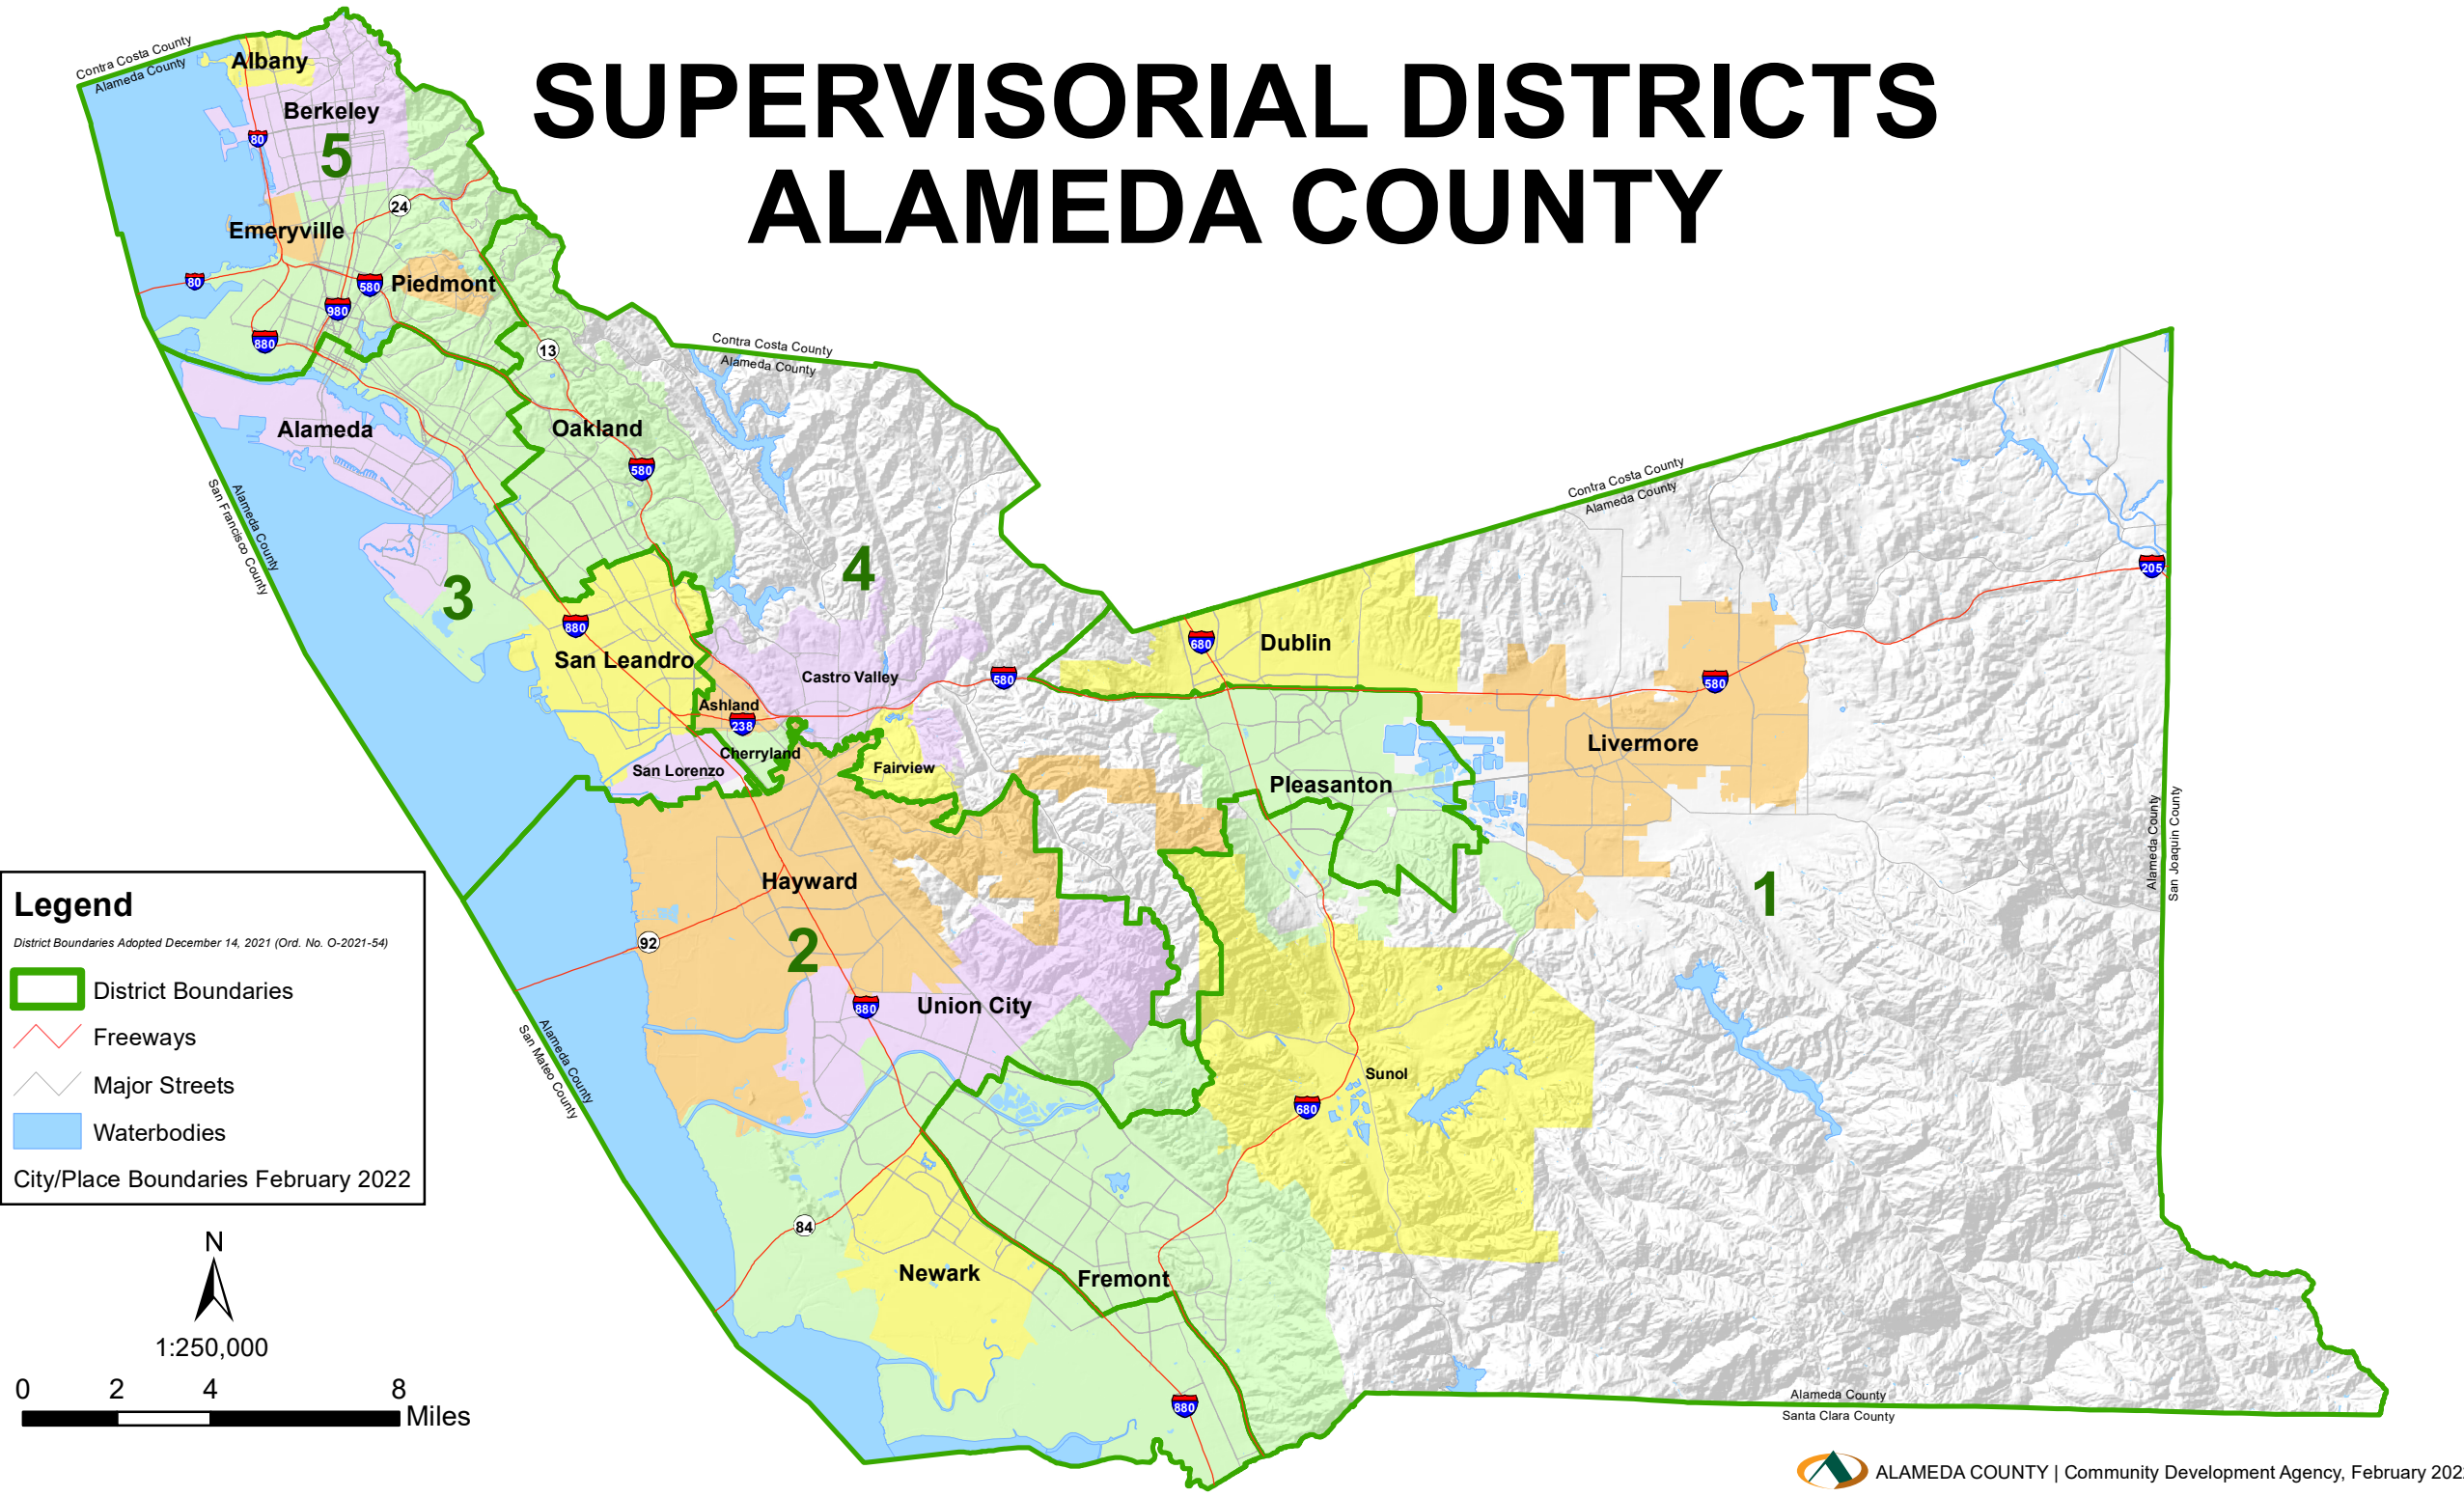 SUPERVISORIAL DISTRICTS
ALAMEDA COUNTY
Contra Costa County
Alameda County
Albany
Berkeley
80
5
24
Emeryville
80
580
Piedmont
980
880
13
Contra Costa County
Alameda County
Alameda
Oakland
580
Contra Costa County
Alameda County
Alameda County
San Francisco County
3
4
205
880
San Leandro
680
Dublin
Castro Valley
580
580
Ashland
238
Cherryland
San Lorenzo
Fairview
Livermore
Pleasanton
Alameda County
San Joaquin County
Hayward
1
92
2
880
Union City
Alameda County
San Mateo County
Sunol
680
84
Newark
Fremont
880
Alameda County
Santa Clara County
Legend
District Boundaries Adopted December 14, 2021 (Ord. No. O-2021-54)
District Boundaries
Freeways
Major Streets
Waterbodies
City/Place Boundaries February 2022
N
1:250,000
0 2 4 8
Miles
ALAMEDA COUNTY | Community Development Agency, February 202